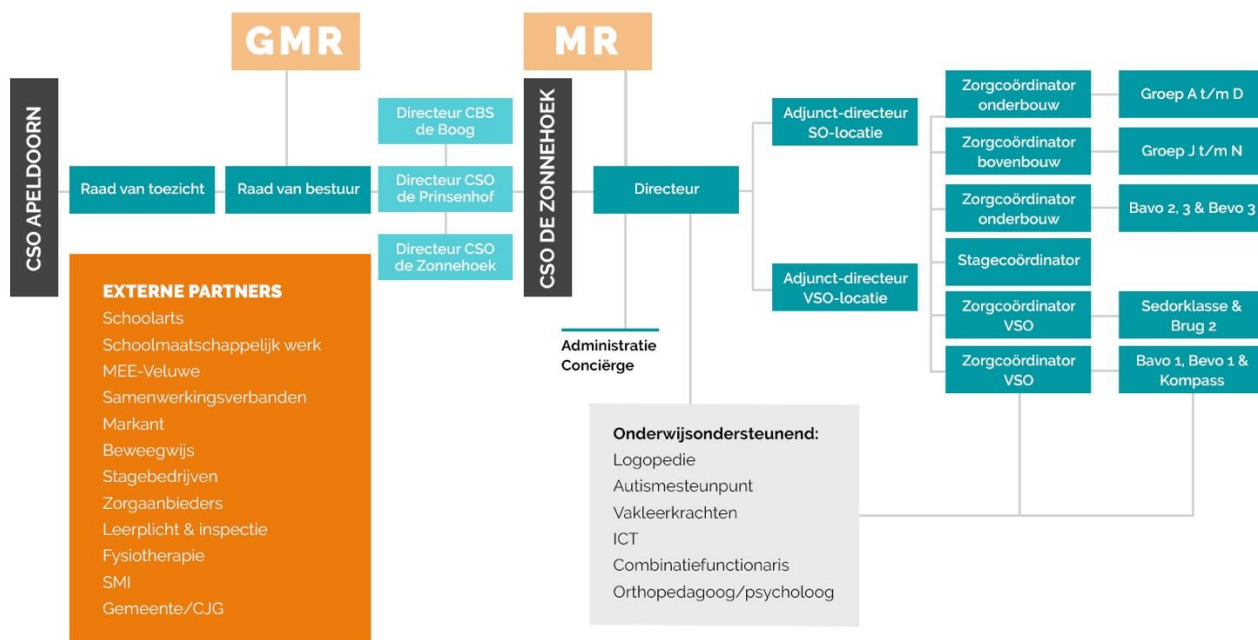 GMR
MR
CSO APELDOORN
Raad van toezicht
Raad van bestuur
Directeur CBS
de Boog
Directeur CSO
de Prinsenhof
Directeur CSO
de Zonnehoek
CSO DE ZONNEHOEK
Directeur
Administratie
Conciërge
Adjunct-directeur
SO-locatie
Adjunct-directeur
VSO-locatie
Zorgcoördinator
onderbouw
Groep A t/m D
Zorgcoördinator
bovenbouw
Groep J t/m N
Zorgcoördinator
onderbouw
Bavo 2, 3 & Bevo 3
Stagecoördinator
Zorgcoördinator
VSO
Sedorklasse &
Brug 2
Zorgcoördinator
VSO
Bavo 1, Bevo 1 &
Kompass
EXTERNE PARTNERS
Schoolarts
Schoolmaatschappelijk werk
MEE-Veluwe
Samenwerkingsverbanden
Markant
Beweegwijs
Stagebedrijven
Zorgaanbieders
Leerplicht & inspectie
Fysiotherapie
SMI
Gemeente/CJG
Onderwijsondersteunend:
Logopedie
Autismesteunpunt
Vakleerkrachten
ICT
Combinatiefunctionaris
Orthopedagoog/psycholoog